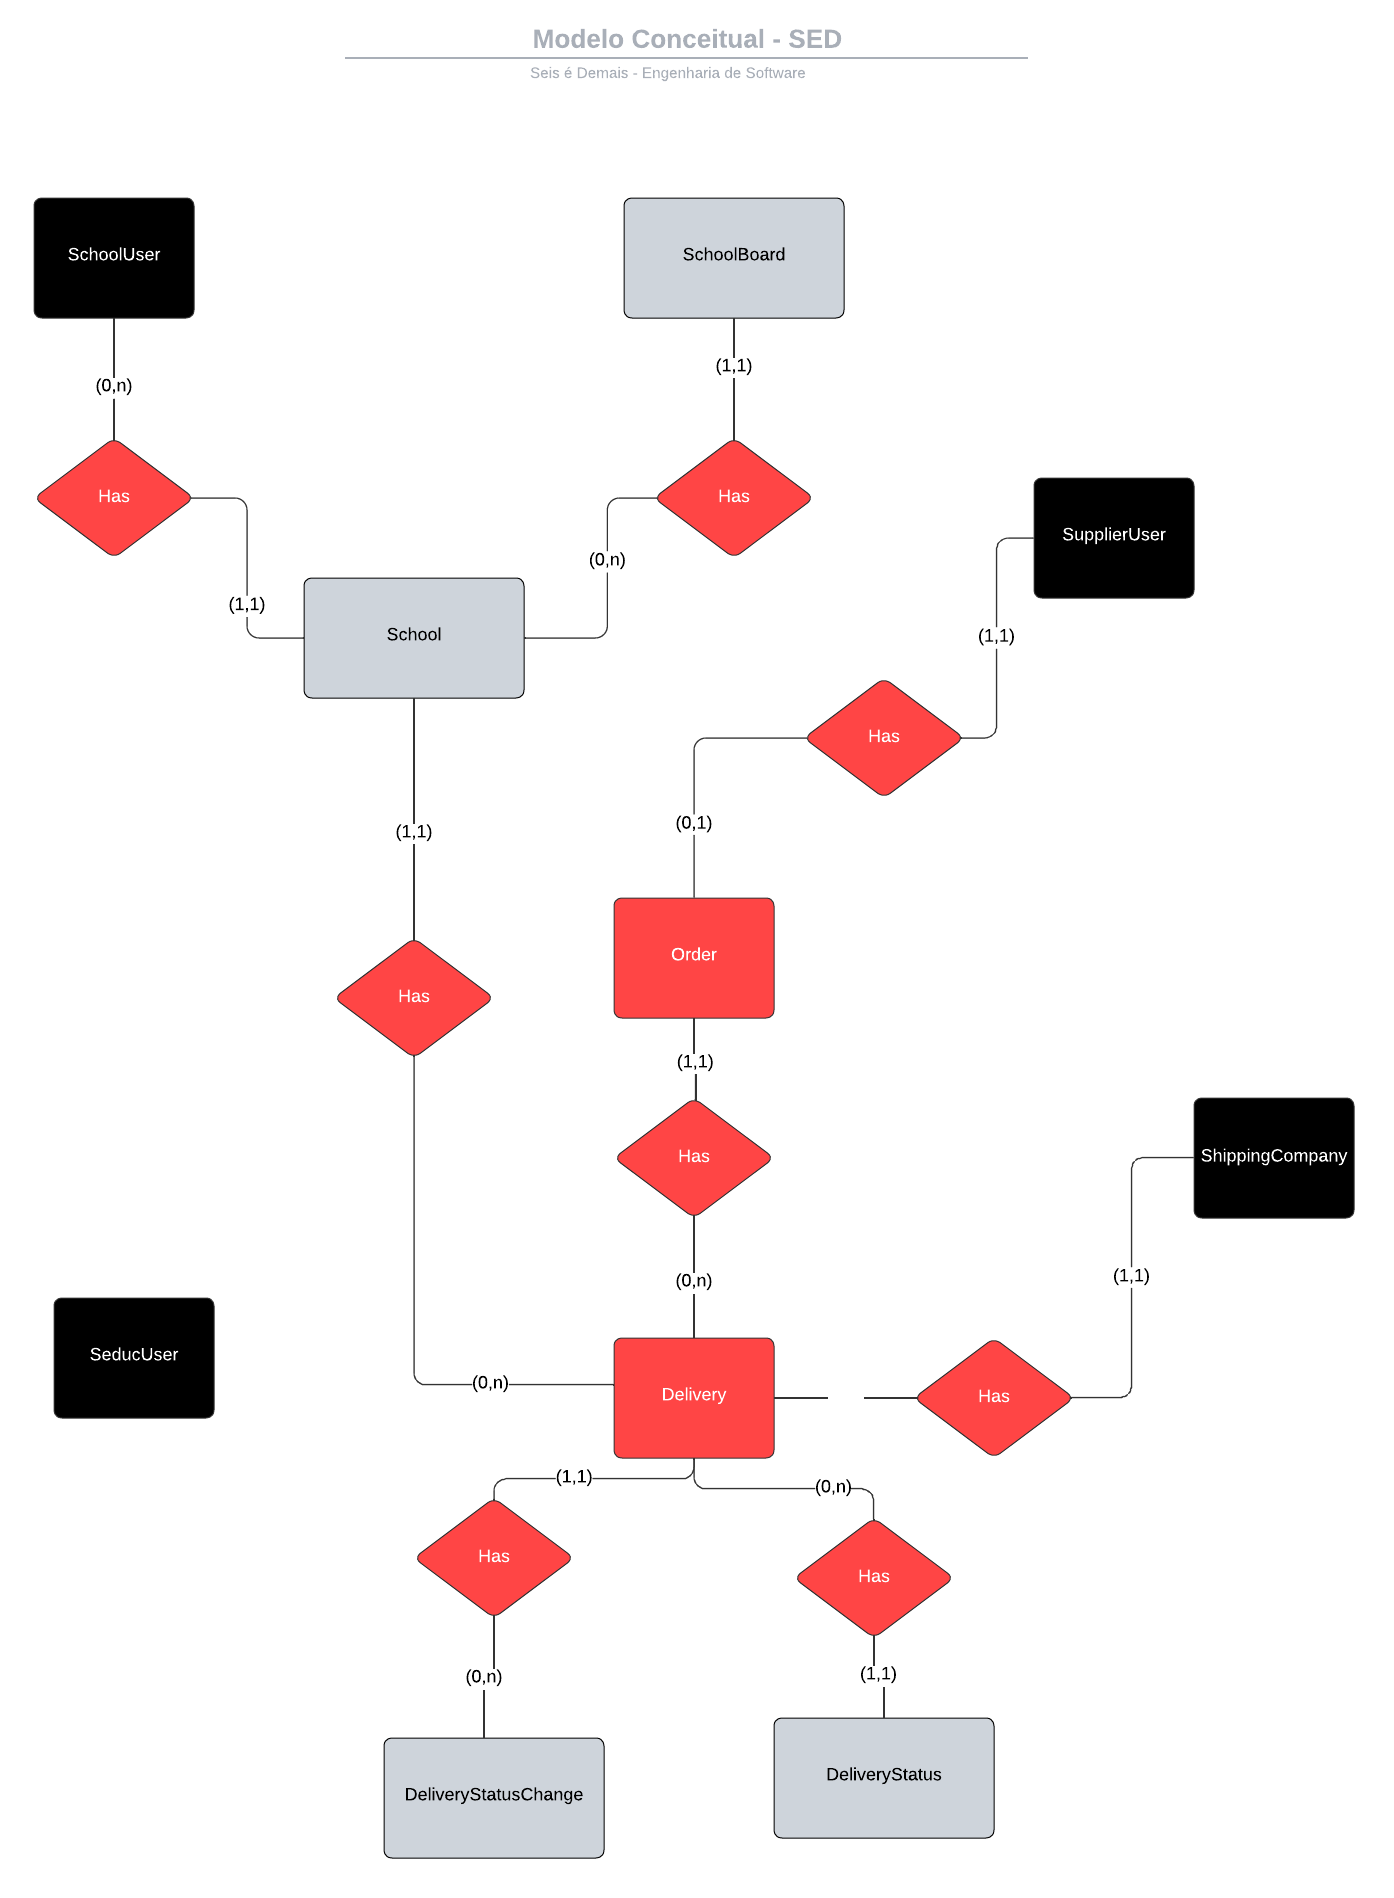 Modelo Conceitual - SED
Seis é Demais - Engenharia de Software
SchoolUser
SchoolBoard
(1,1)
(0,n)
Has
Has
SupplierUser
(0,n)
(1,1)
School
(1,1)
Has
(0,1)
(1,1)
Order
Has
(1,1)
Has
ShippingCompany
(1,1)
(0,n)
SeducUser
(0,n)
Delivery
Has
(1,1)
(0,n)
Has
Has
(0,n)
(1,1)
DeliveryStatusChange
DeliveryStatus